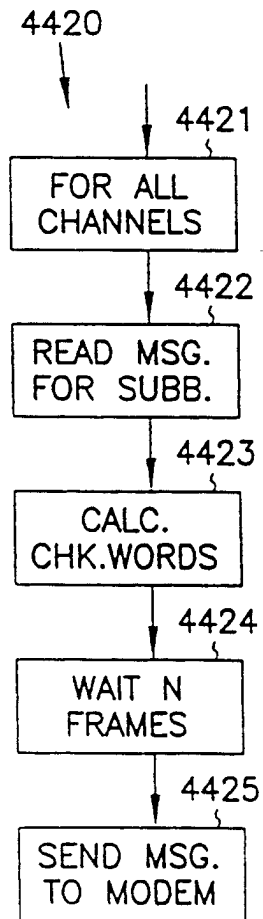 4420
4421
FOR ALL
CHANNELS
4422
READ MSG.
FOR SUBB.
4423
CALC.
CHK.WORDS
4424
WAIT N
FRAMES
4425
SEND MSG.
TO MODEM